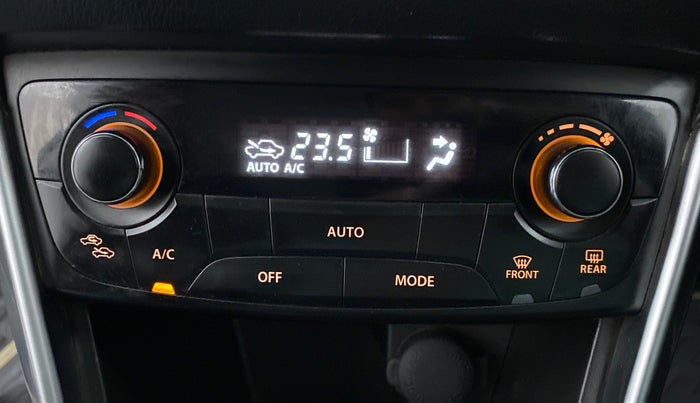 23.5
AUTO A/C
A/C
AUTO
OFF
MODE
FRONT
REAR